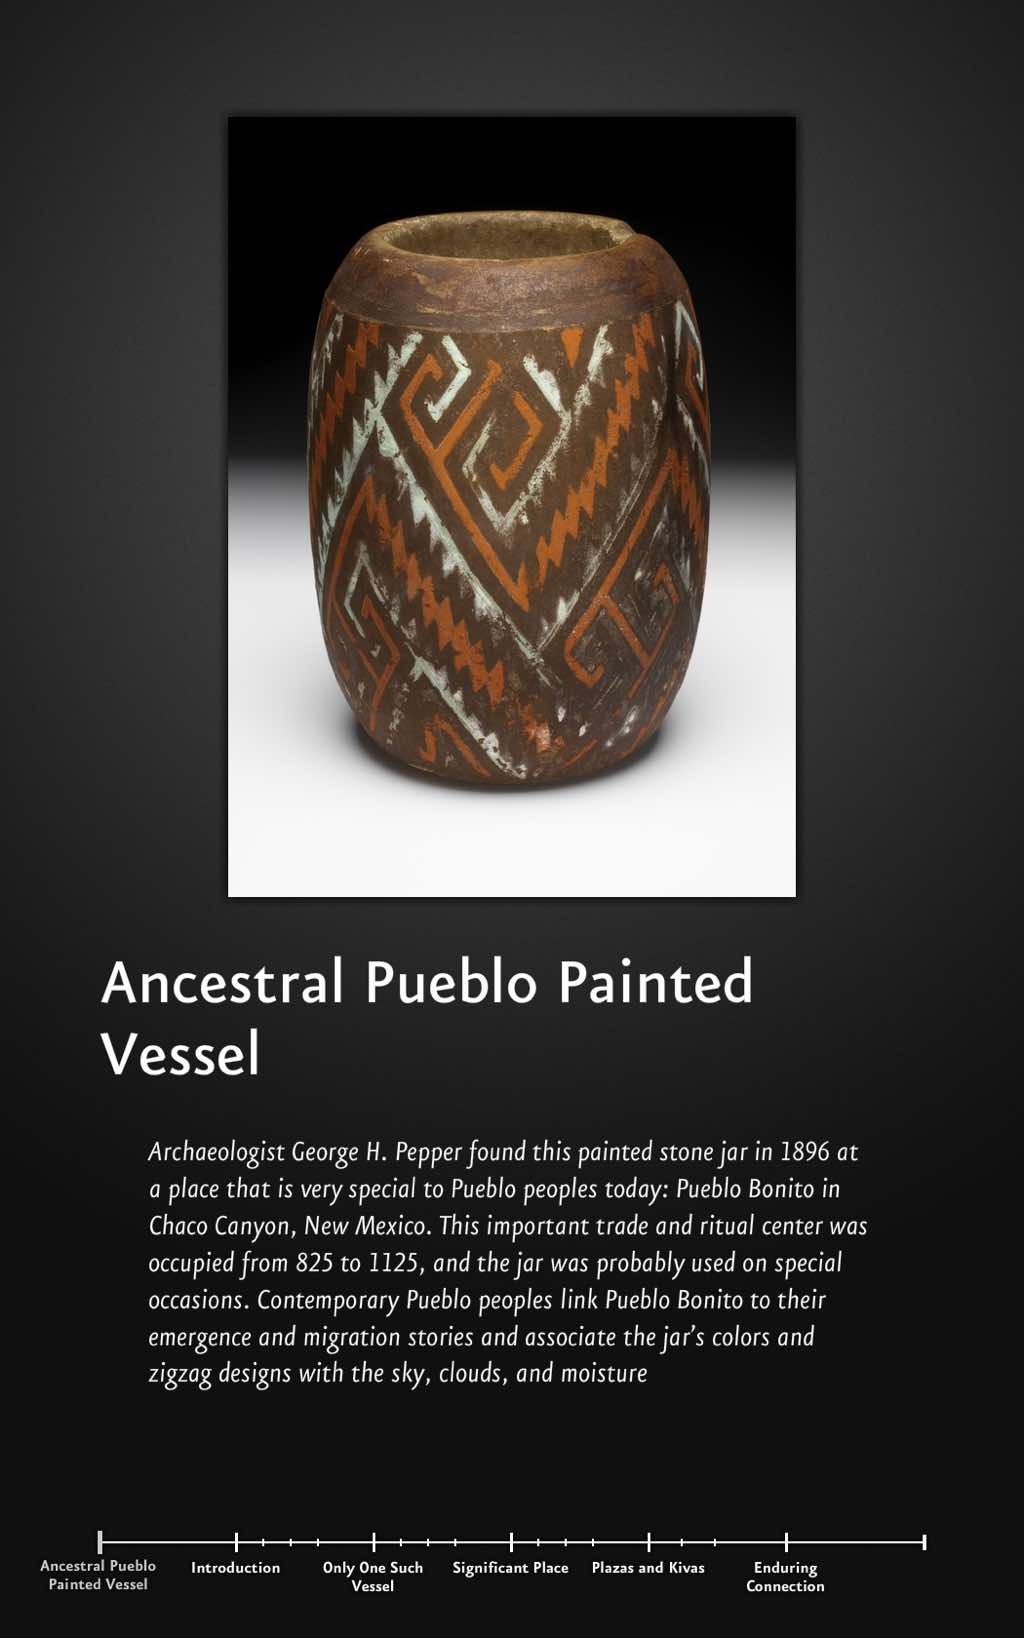 Ancestral Pueblo Painted
Vessel
Archaeologist George H. Pepper found this painted stone jar in 1896 at
a place that is very special to Pueblo peoples today: Pueblo Bonito in
Chaco Canyon, New Mexico. This important trade and ritual center was
occupied from 825 to 1125, and the jar was probably used on special
occasions. Contemporary Pueblo peoples link Pueblo Bonito to their
emergence and migration stories and associate the jar’s colors and
zigzag designs with the sky, clouds, and moisture
Ancestral Pueblo
Painted Vessel
Introduction
Only One Such
Vessel
Significant Place
Plazas and Kivas
Enduring
Connection